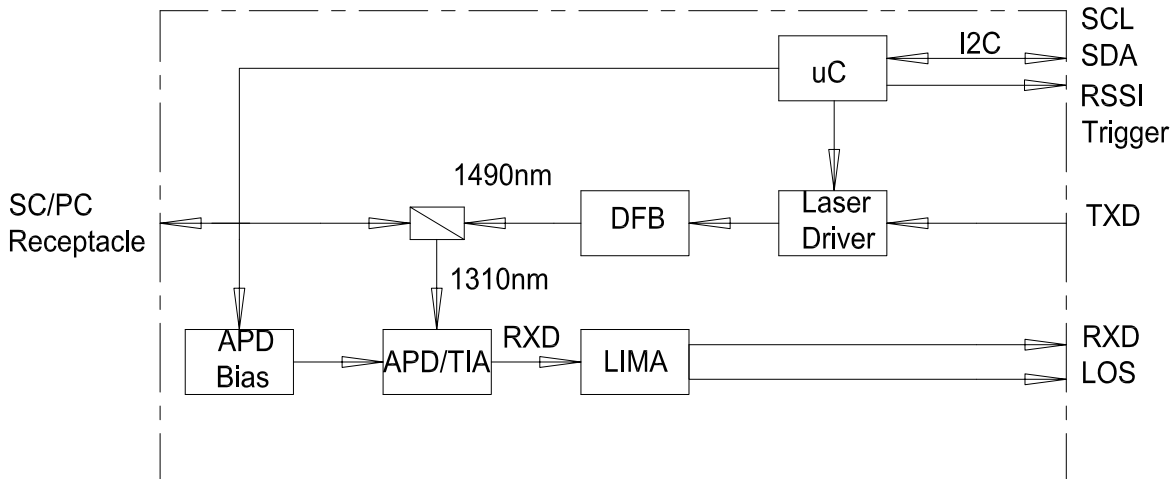 SCL
I2C
SDA
uC
RSSI
Trigger
1490nm
SC/PC
Receptacle
DFB
Laser
Driver
TXD
1310nm
APD
Bias
APD/TIA
RXD
LIMA
RXD
LOS